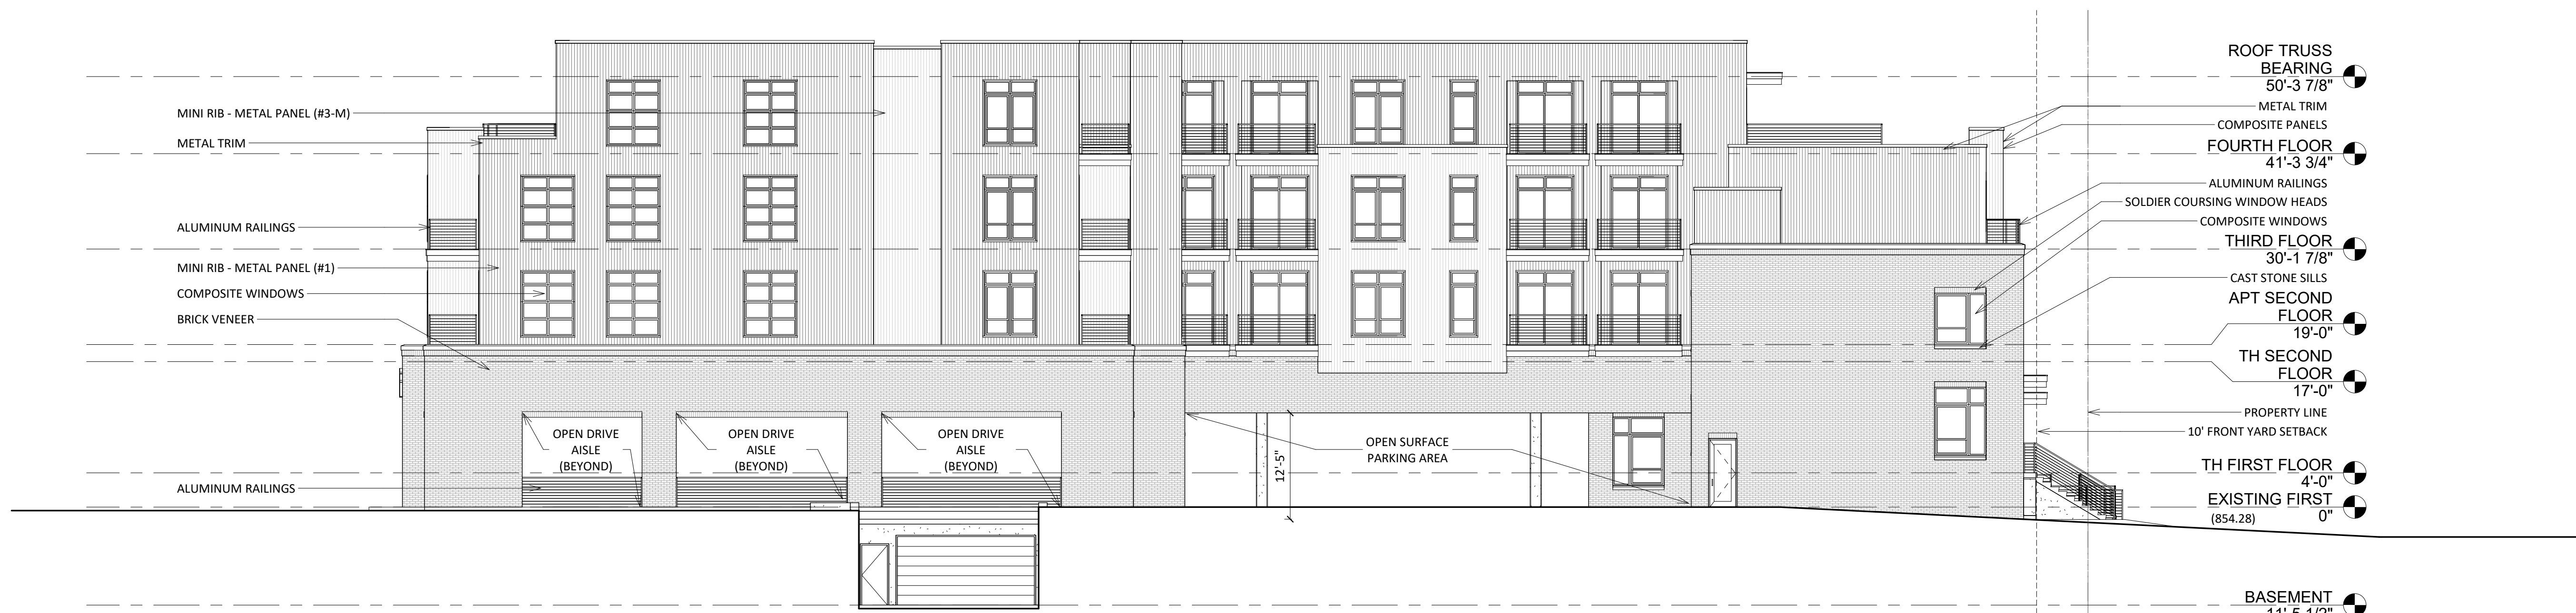 MINI RIB - METAL PANEL (#3-M)
METAL TRIM
ALUMINUM RAILINGS
MINI RIB - METAL PANEL (#1)
COMPOSITE WINDOWS
BRICK VENEER
ALUMINUM RAILINGS
OPEN DRIVE
AISLE
(BEYOND)
OPEN DRIVE
AISLE
(BEYOND)
OPEN DRIVE
AISLE
(BEYOND)
12'-5"
OPEN SURFACE
PARKING AREA
ROOF TRUSS
BEARING
50'-3 7/8"
METAL TRIM
COMPOSITE PANELS
FOURTH FLOOR
41'-3 3/4"
ALUMINUM RAILINGS
SOLDIER COURSING WINDOW HEADS
COMPOSITE WINDOWS
THIRD FLOOR
30'-1 7/8"
CAST STONE SILLS
APT SECOND
FLOOR
19'-0"
TH SECOND
FLOOR
17'-0"
PROPERTY LINE
10' FRONT YARD SETBACK
TH FIRST FLOOR
4'-0"
EXISTING FIRST
(854.28) 0"
BASEMENT